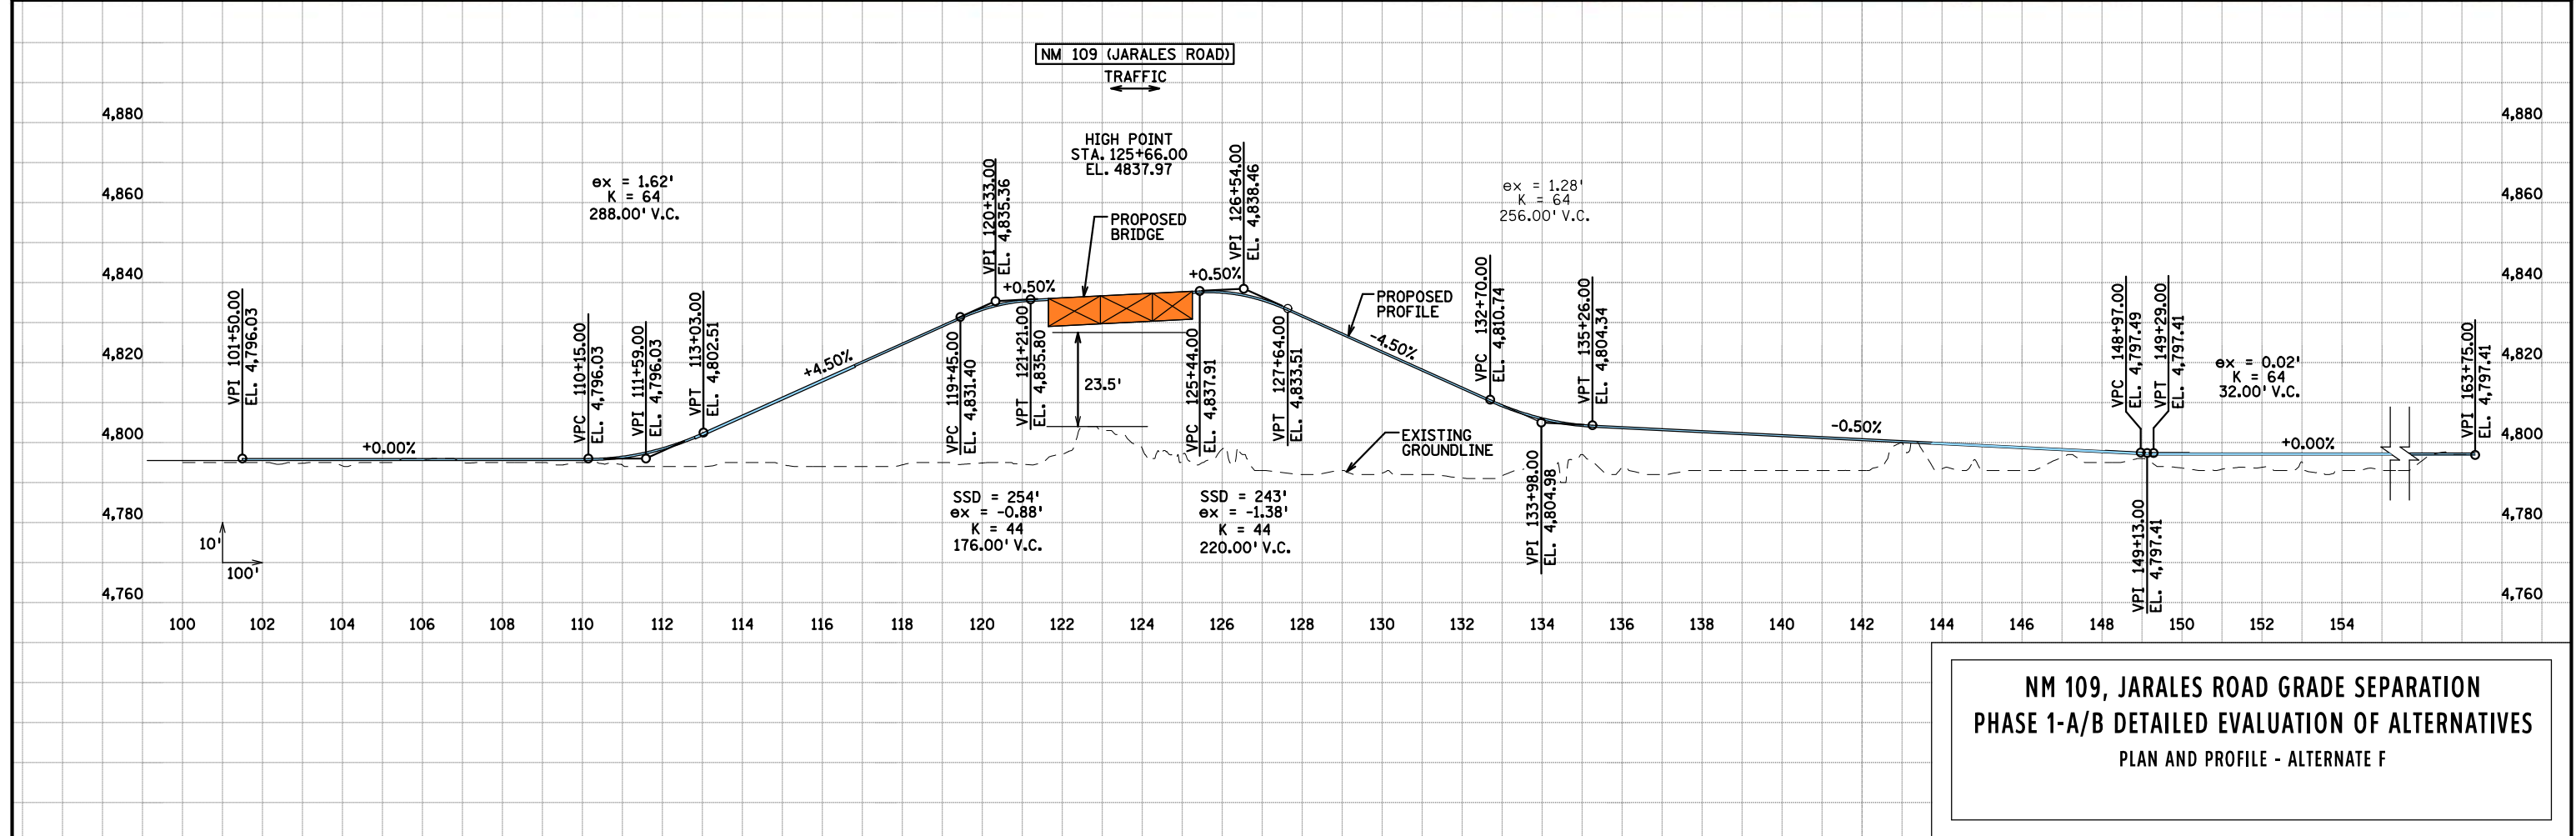 NM 109 (JARALES ROAD)
TRAFFIC
4,880
4,880
HIGH POINT
STA. 125+66.00
EL. 4837.97
ex = 1.62'
K = 64
288.00' V.C.
ex = 1.28'
K = 64
256.00' V.C.
4,860
4,860
PROPOSED
BRIDGE
VPI 120+33.00
EL. 4,835.36
VPI 126+54.00
EL. 4,838.46
4,840
4,840
+0.50%
+0.50%
PROPOSED
PROFILE
VPI 101+50.00
EL. 4,796.03
VPC 110+15.00
EL. 4,796.03
VPI 111+59.00
EL. 4,796.03
VPT 113+03.00
EL. 4,802.51
+4.50%
VPC 119+45.00
EL. 4,831.40
VPT 121+21.00
EL. 4,835.80
23.5'
VPC 125+44.00
EL. 4,837.91
VPT 127+64.00
EL. 4,833.51
-4.50%
VPC 132+70.00
EL. 4,810.74
VPT 135+26.00
EL. 4,804.34
VPC 148+97.00
EL. 4,797.49
VPT 149+29.00
EL. 4,797.41
ex = 0.02'
K = 64
32.00' V.C.
VPI 163+75.00
EL. 4,797.41
4,820
4,820
4,800
4,800
+0.00%
EXISTING
GROUNDLINE
-0.50%
+0.00%
SSD = 254'
ex = -0.88'
K = 44
176.00' V.C.
SSD = 243'
ex = -1.38'
K = 44
220.00' V.C.
VPI 133+98.00
EL. 4,804.98
VPI 149+13.00
EL. 4,797.41
4,780
4,780
10'
100'
4,760
4,760
100 102 104 106 108 110 112 114 116 118 120 122 124 126 128 130 132 134 136 138 140 142 144 146 148 150 152 154
NM 109, JARALES ROAD GRADE SEPARATION
PHASE 1-A/B DETAILED EVALUATION OF ALTERNATIVES
PLAN AND PROFILE - ALTERNATE F